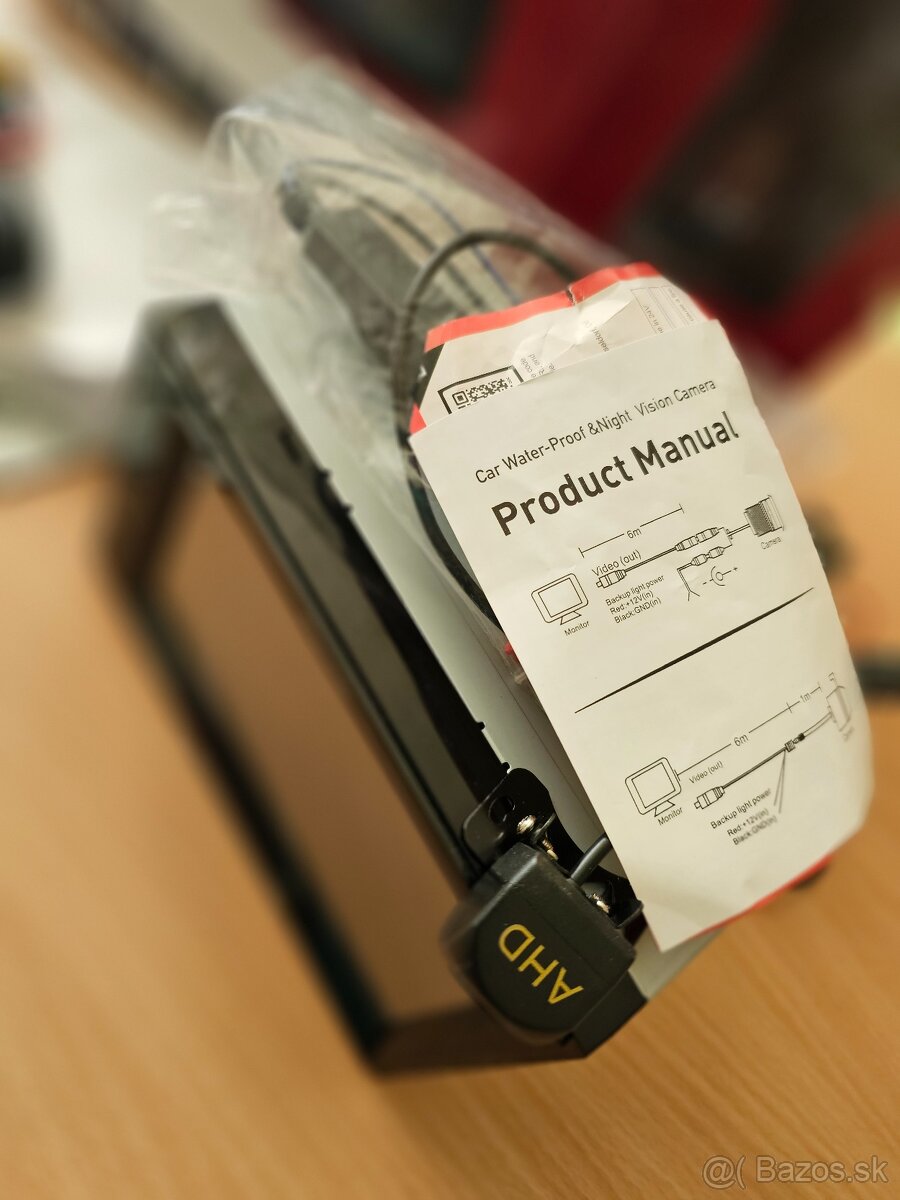 Car Water-Proof &Night Vision Camera
Product Manual
6m
Video (out)
Camera
Backup light power
Red:+12V(in)
Black:GND(in)
- +
Monitor
1m
6m
Video (out)
Monitor
Backup light power
Red:+12V(in)
Black:GND(in)
AHD
@( Bazos.sk